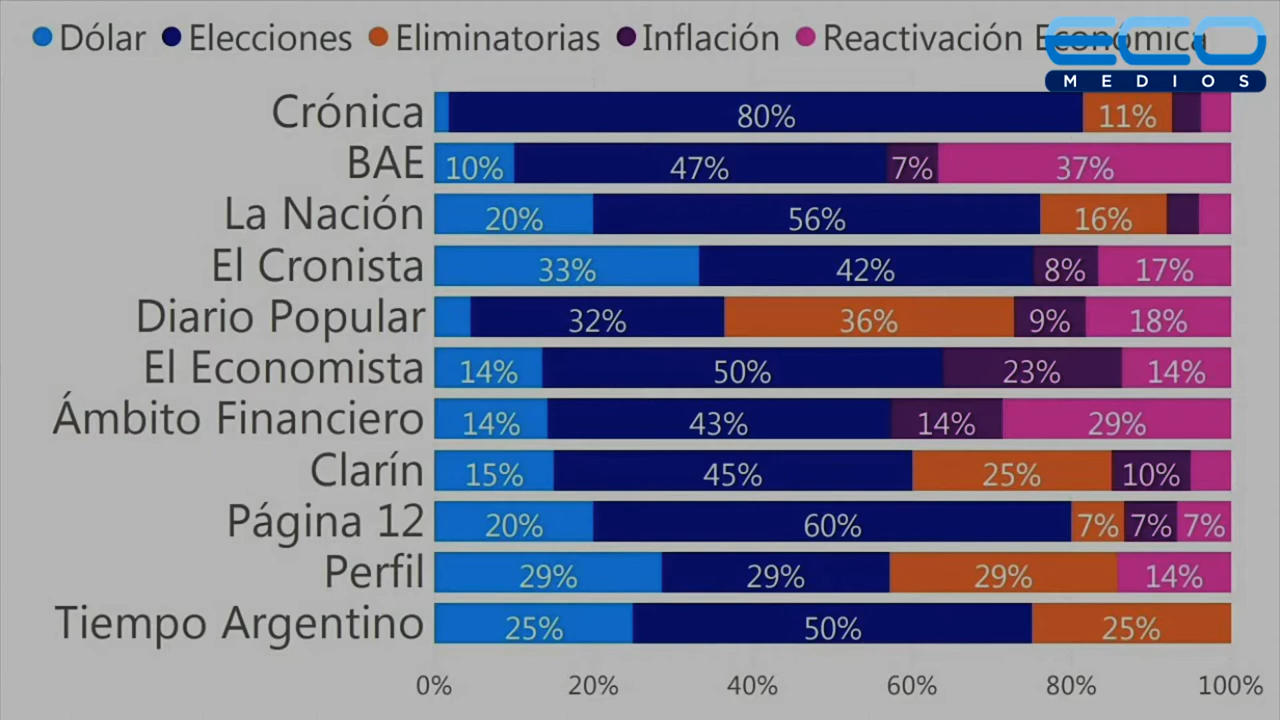 Dólar Elecciones Eliminatorias Inflación Reactivación Económica
ECO
MEDIOS
Crónica 80% 11%
BAE 10% 47% 7% 37%
La Nación 20% 56% 16%
El Cronista 33% 42% 8% 17%
Diario Popular 32% 36% 9% 18%
El Economista 14% 50% 23% 14%
Ámbito Financiero 14% 43% 14% 29%
Clarín 15% 45% 25% 10%
Página 12 20% 60% 7% 7% 7%
Perfil 29% 29% 29% 14%
Tiempo Argentino 25% 50% 25%
0% 20% 40% 60% 80% 100%